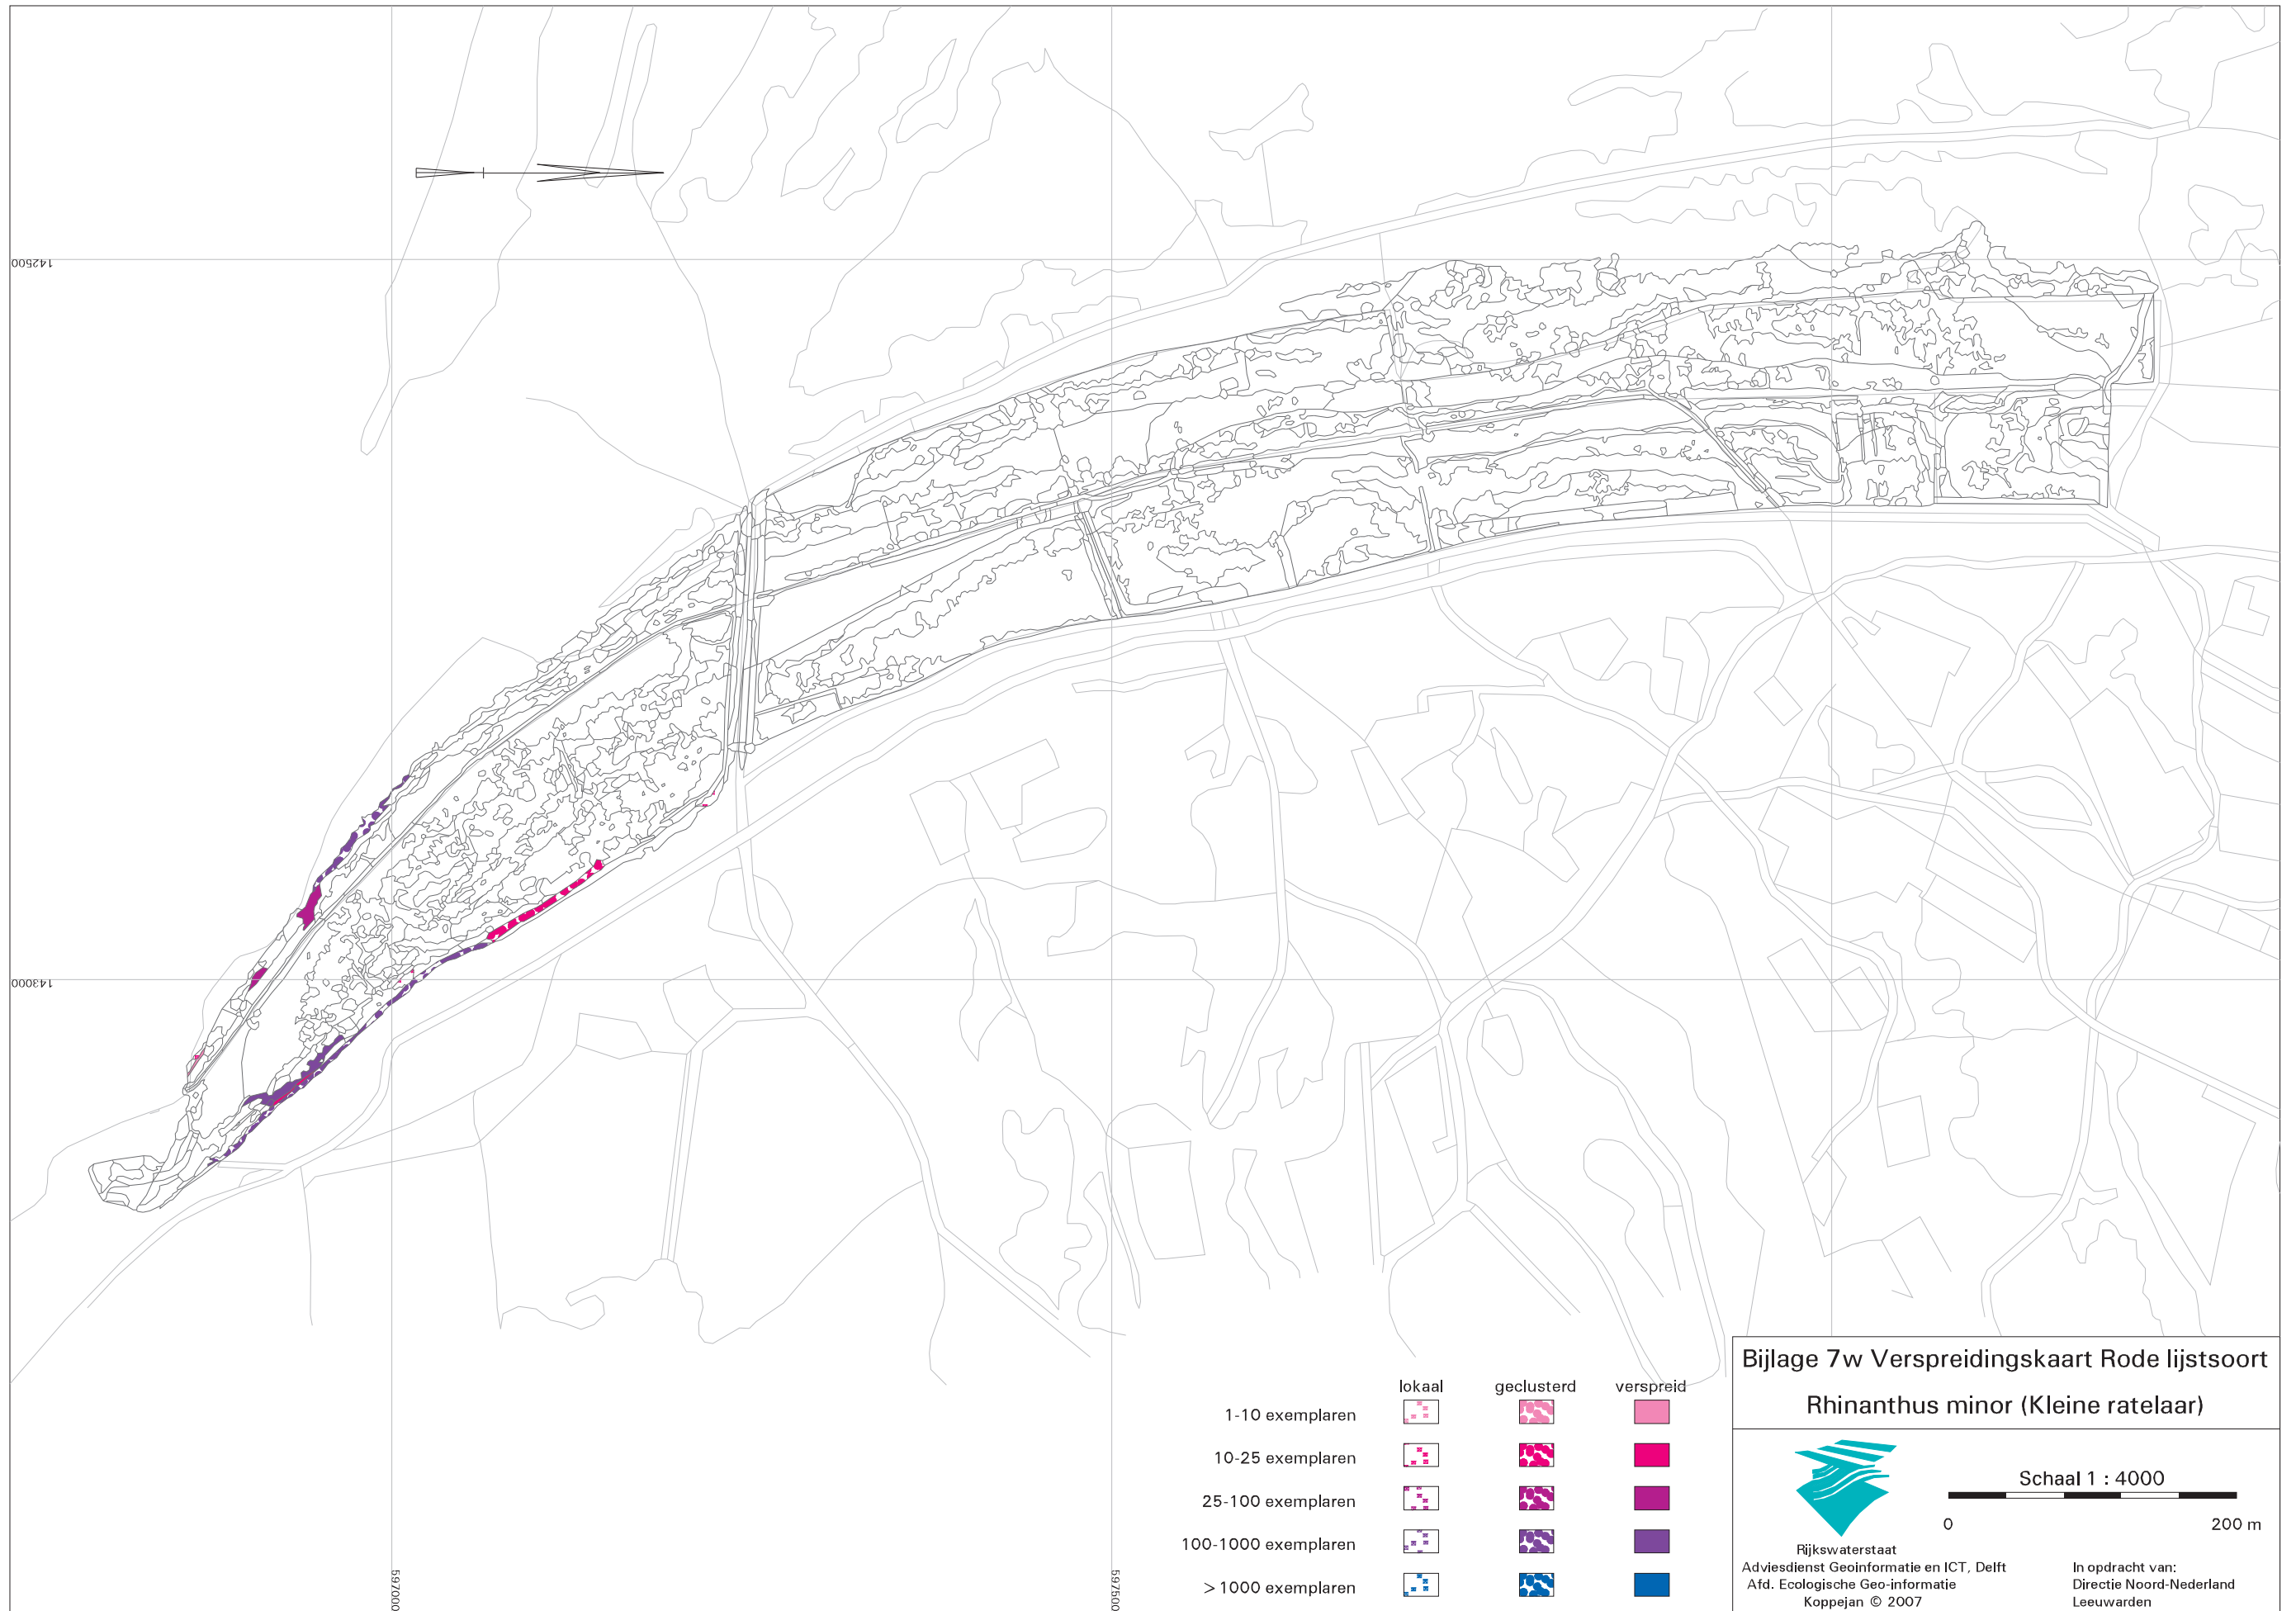 142500
143000
597000
597500
lokaal geclusterd verspreid
1-10 exemplaren
10-25 exemplaren
25-100 exemplaren
100-1000 exemplaren
> 1000 exemplaren
Bijlage 7w Verspreidingskaart Rode lijstsoort
Rhinanthus minor (Kleine ratelaar)
Schaal 1 : 4000
0 200 m
Rijkswaterstaat
Adviesdienst Geoinformatie en ICT, Delft
Afd. Ecologische Geo-informatie
Koppejan © 2007
In opdracht van:
Directie Noord-Nederland
Leeuwarden